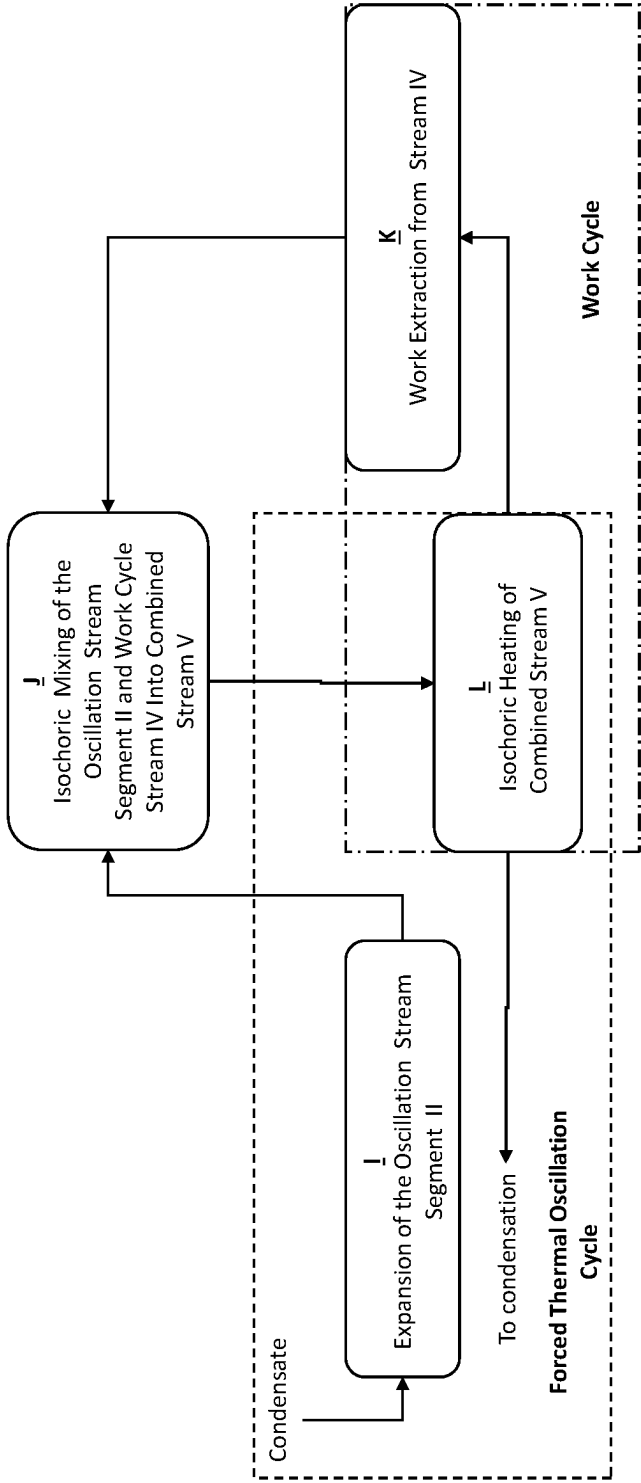 J
Isochoric Mixing of the
Oscillation Stream
Segment II and Work Cycle
Stream IV Into Combined
Stream V
Condensate
I
Expansion of the Oscillation Stream
Segment II
K
Work Extraction from Stream IV
L
Isochoric Heating of
Combined Stream V
To condensation
Forced Thermal Oscillation
Cycle
Work Cycle